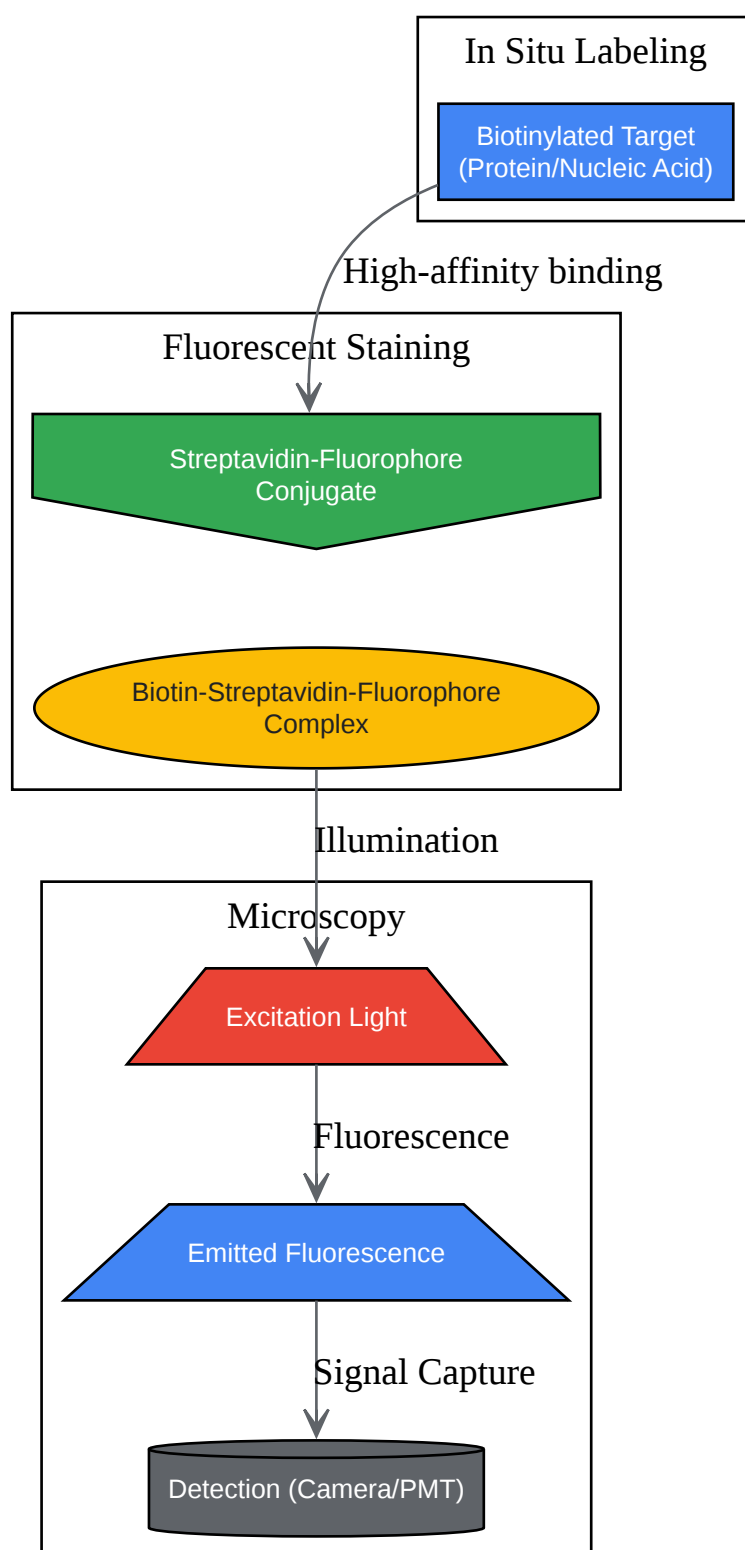 In Situ Labeling
Biotinylated Target
(Protein/Nucleic Acid)
High-affinity binding
Fluorescent Staining
Streptavidin-Fluorophore
Conjugate
Biotin-Streptavidin-Fluorophore
Complex
Illumination
Microscopy
Excitation Light
Fluorescence
Emitted Fluorescence
Signal Capture
Detection (Camera/PMT)